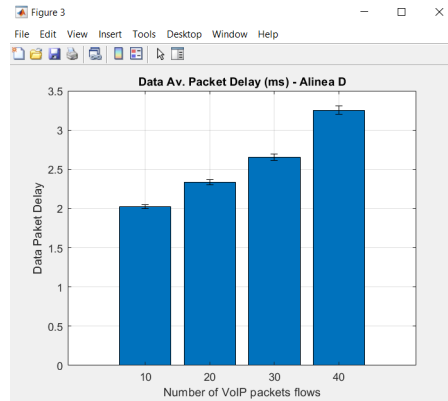 Figure 3
File Edit View Insert Tools Desktop Window Help
Data Av. Packet Delay (ms) - Alinea D
3.5
3
2.5
2
1.5
1
0.5
0
Data Paket Delay
10 20 30 40
Number of VoIP packets flows